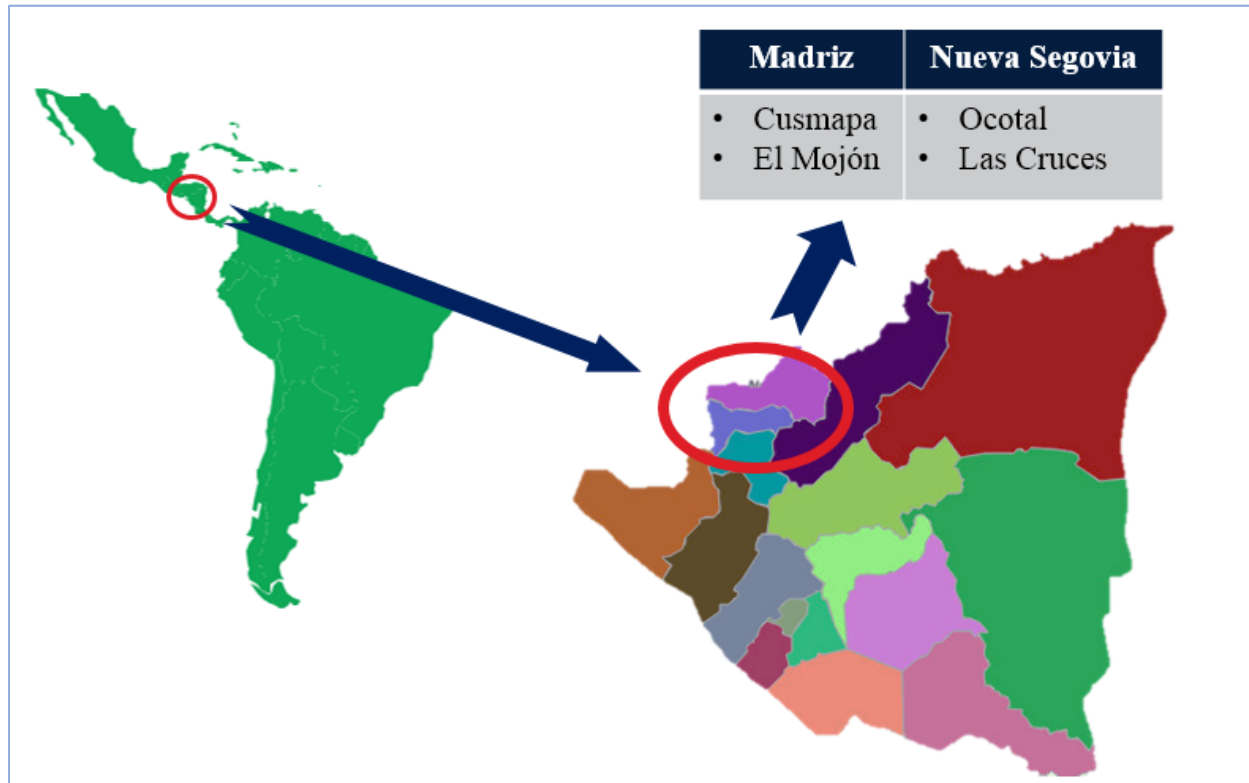 Madriz Nueva Segovia
• Cusmapa • Ocotal
• El Mojón • Las Cruces